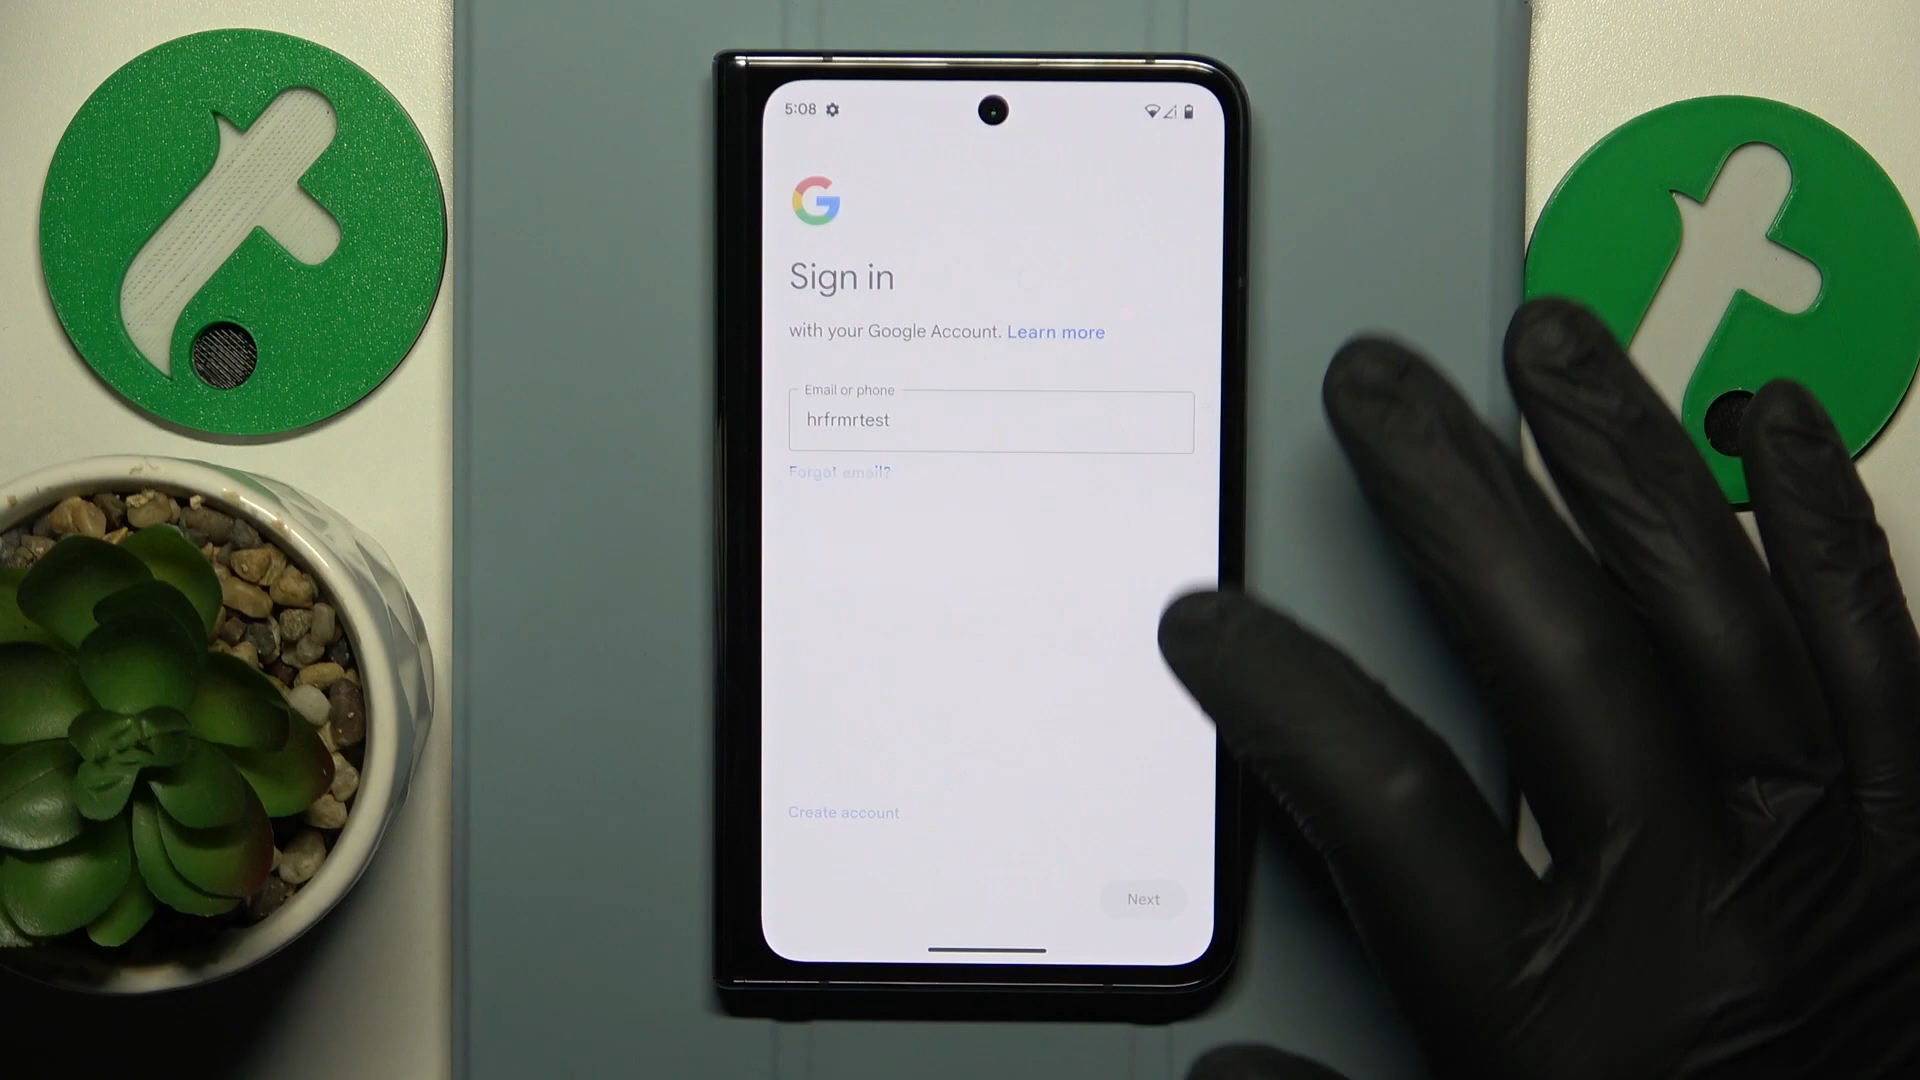 5:08
Sign in
with your Google Account. Learn more
Email or phone
hrfrmrtest
Forgot email?
Create account
Next